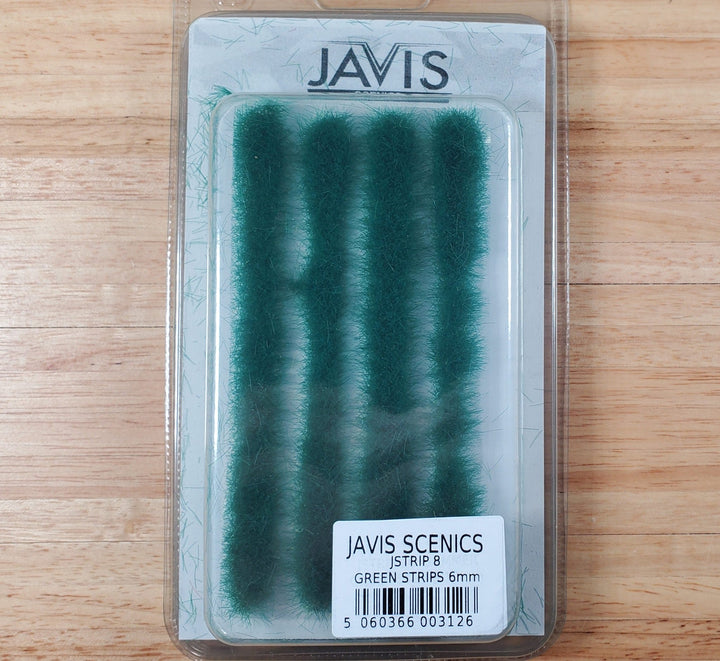 JAVIS
JAVIS SCENICS
JSTRIP 8
GREEN STRIPS 6mm
5 060366 003126